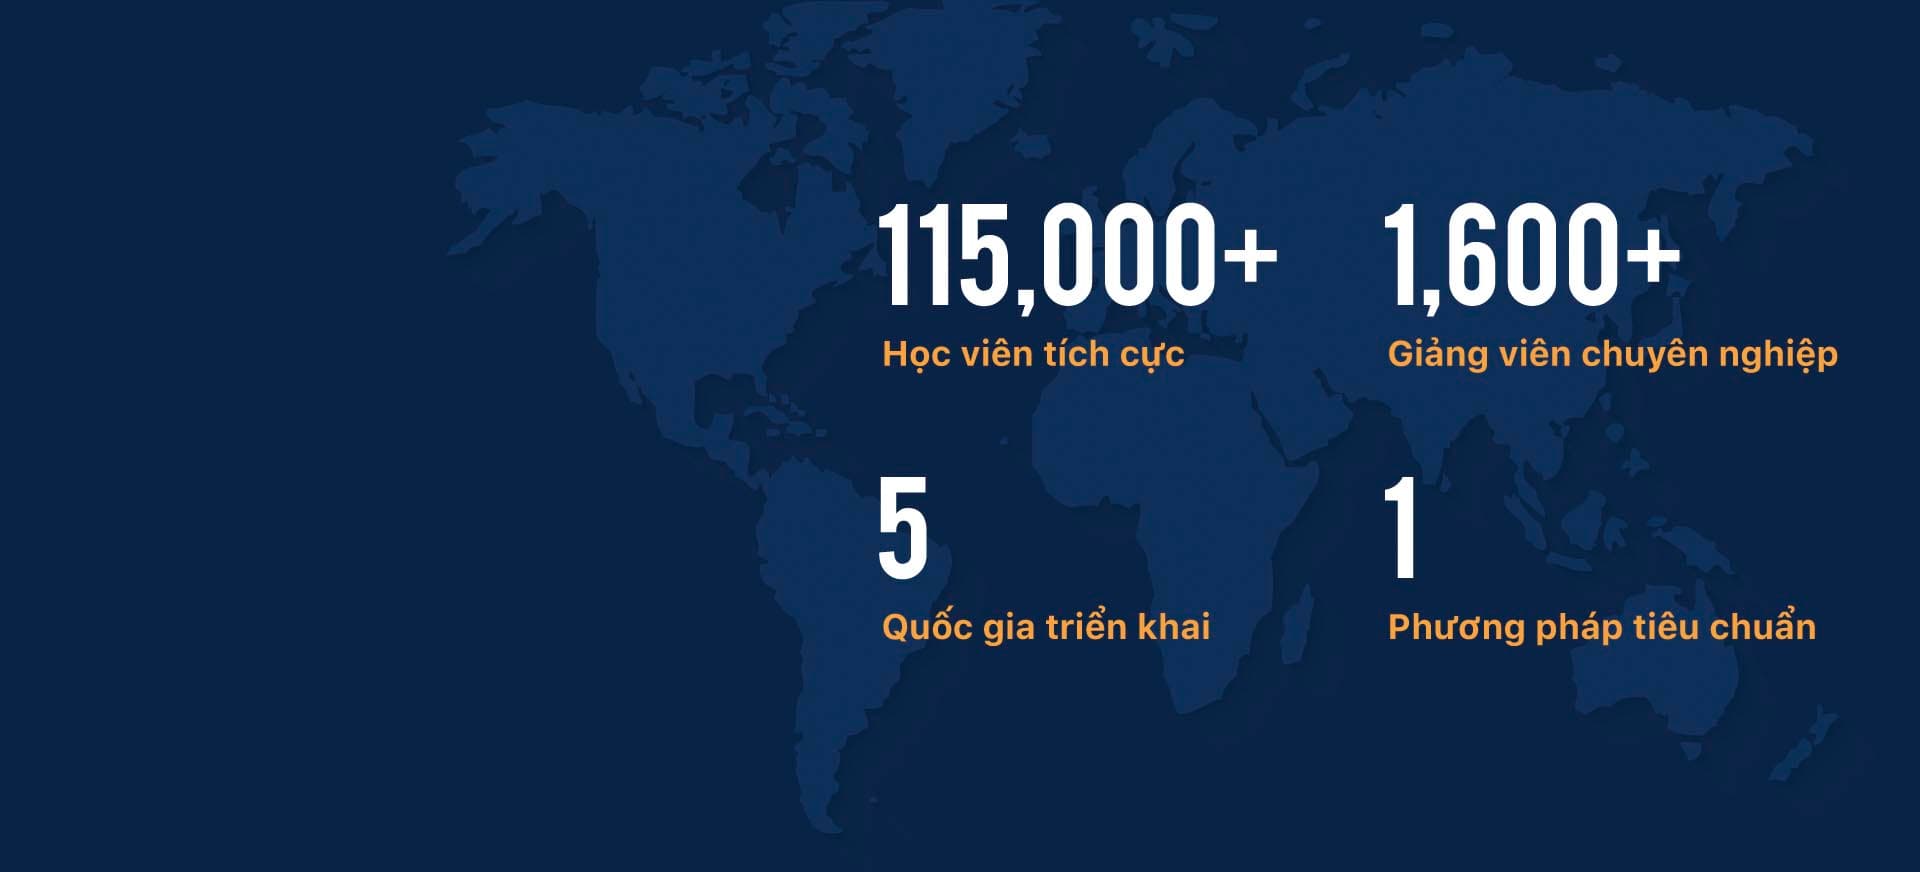 115,000+
Học viên tích cực
1,600+
Giảng viên chuyên nghiệp
5
Quốc gia triển khai
1
Phương pháp tiêu chuẩn